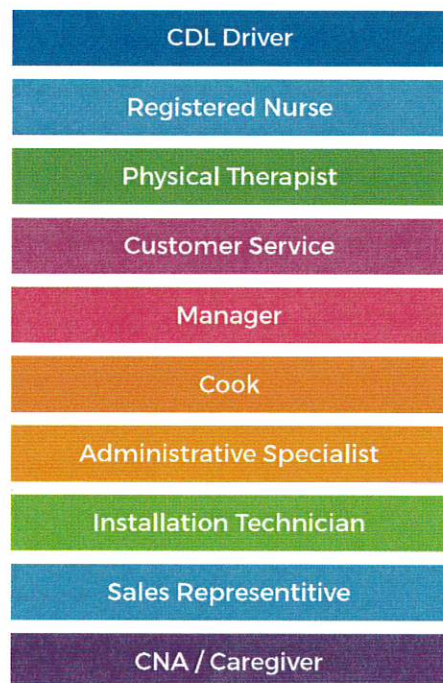 CDL Driver
Registered Nurse
Physical Therapist
Customer Service
Manager
Cook
Administrative Specialist
Installation Technician
Sales Representitive
CNA / Caregiver